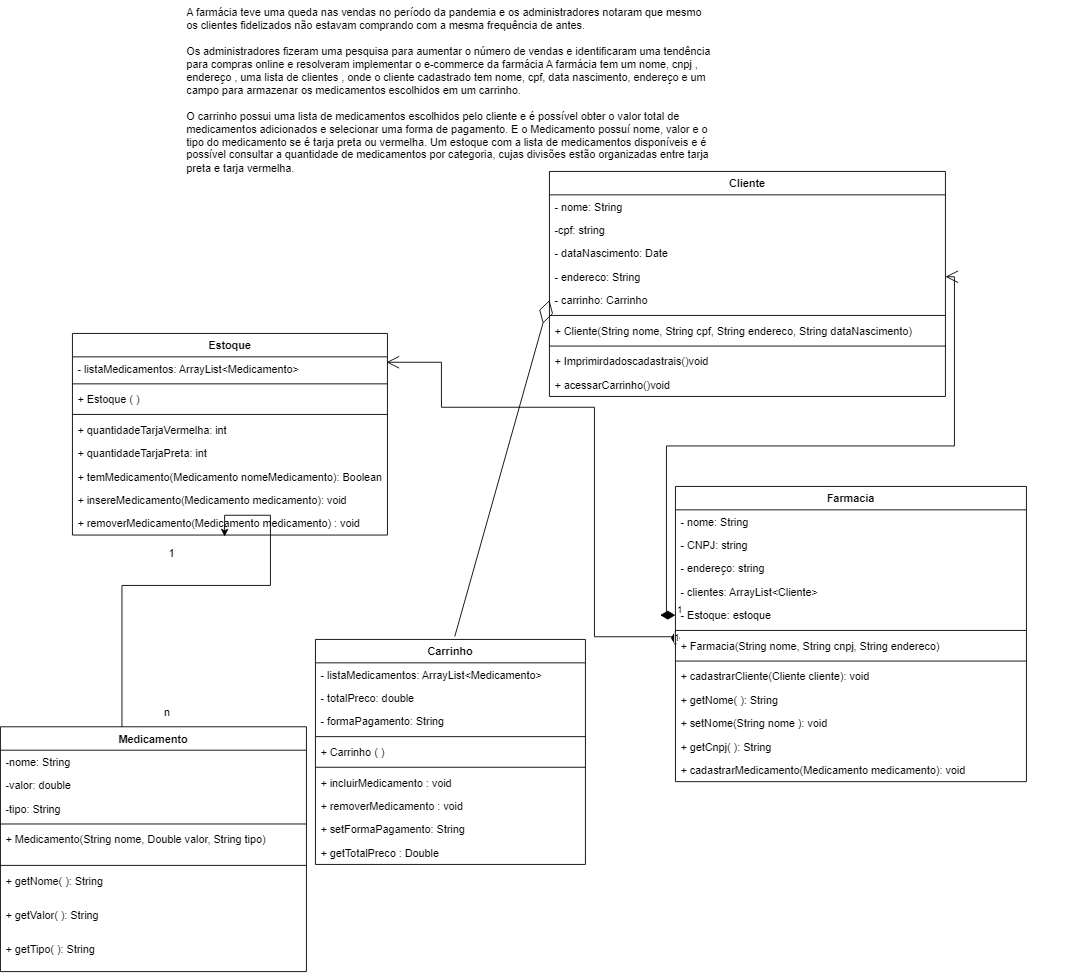 A farmácia teve uma queda nas vendas no período da pandemia e os administradores notaram que mesmo
os clientes fidelizados não estavam comprando com a mesma frequência de antes.
Os administradores fizeram uma pesquisa para aumentar o número de vendas e identificaram uma tendência
para compras online e resolveram implementar o e-commerce da farmácia A farmácia tem um nome, cnpj ,
endereço , uma lista de clientes , onde o cliente cadastrado tem nome, cpf, data nascimento, endereço e um
campo para armazenar os medicamentos escolhidos em um carrinho.
O carrinho possui uma lista de medicamentos escolhidos pelo cliente e é possível obter o valor total de
medicamentos adicionados e selecionar uma forma de pagamento. E o Medicamento possuí nome, valor e o
tipo do medicamento se é tarja preta ou vermelha. Um estoque com a lista de medicamentos disponíveis e é
possível consultar a quantidade de medicamentos por categoria, cujas divisões estão organizadas entre tarja
preta e tarja vermelha.
Cliente
- nome: String
-cpf: string
- dataNascimento: Date
- endereco: String
- carrinho: Carrinho
+ Cliente(String nome, String cpf, String endereco, String dataNascimento)
+ Imprimirdadoscadastrais()void
+ acessarCarrinho()void
Estoque
- listaMedicamentos: ArrayList<Medicamento>
+ Estoque ( )
+ quantidadeTarjaVermelha: int
+ quantidadeTarjaPreta: int
+ temMedicamento(Medicamento nomeMedicamento): Boolean
+ insereMedicamento(Medicamento medicamento): void
+ removerMedicamento(Medicamento medicamento) : void
1
Farmacia
- nome: String
- CNPJ: string
- endereço: string
- clientes: ArrayList<Cliente>
1
- Estoque: estoque
1
+ Farmacia(String nome, String cnpj, String endereco)
+ cadastrarCliente(Cliente cliente): void
+ getNome( ): String
+ setNome(String nome ): void
+ getCnpj( ): String
+ cadastrarMedicamento(Medicamento medicamento): void
Carrinho
- listaMedicamentos: ArrayList<Medicamento>
- totalPreco: double
- formaPagamento: String
+ Carrinho ( )
+ incluirMedicamento : void
+ removerMedicamento : void
+ setFormaPagamento: String
+ getTotalPreco : Double
n
Medicamento
-nome: String
-valor: double
-tipo: String
+ Medicamento(String nome, Double valor, String tipo)
+ getNome( ): String
+ getValor( ): String
+ getTipo( ): String